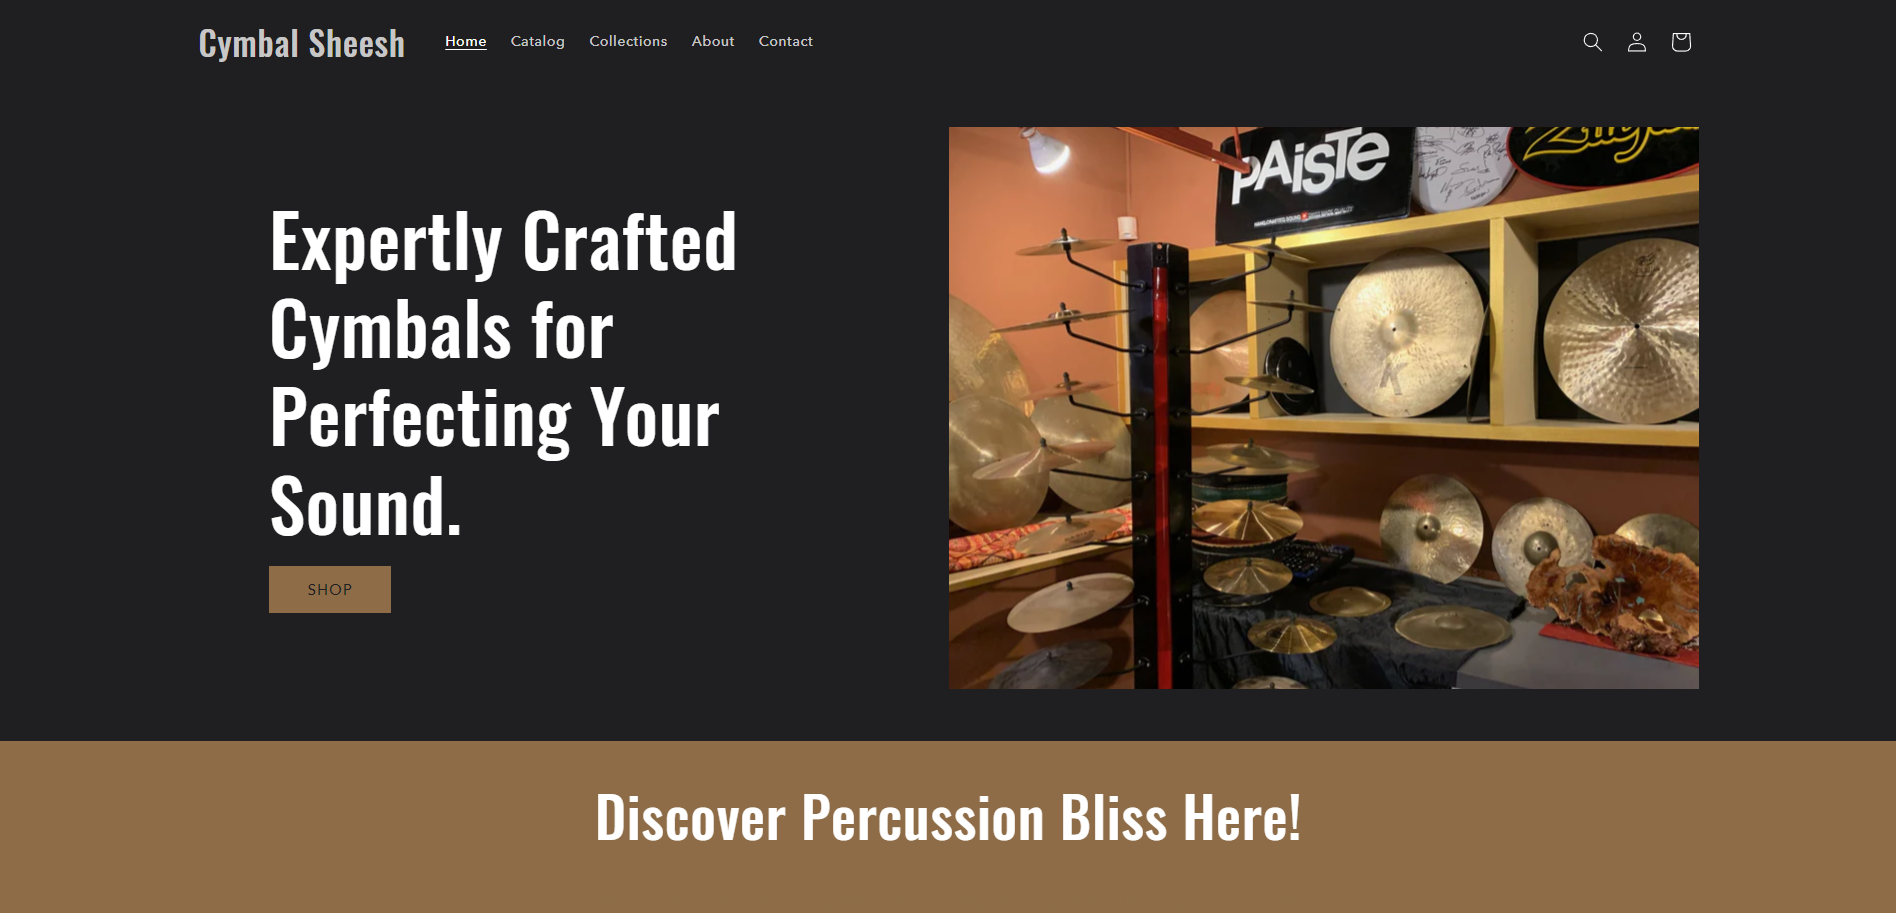 Cymbal Sheesh
Home
Catalog
Collections
About
Contact
Expertly Crafted
Cymbals for
Perfecting Your
Sound.
SHOP
PAiSTe
K
Discover Percussion Bliss Here!